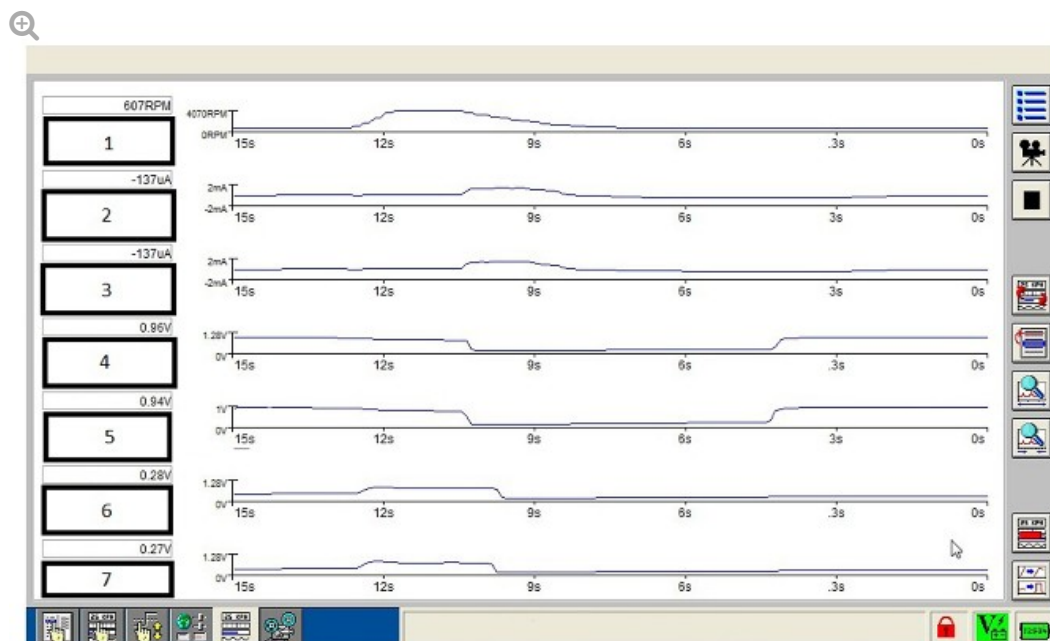 607RPM
1
4070RPM
0RPM
15s 12s 9s 6s .3s 0s
-137uA
2
2mA
-2mA
15s 12s 9s 6s .3s 0s
-137uA
3
2mA
-2mA
15s 12s 9s 6s 3s 0s
0.96V
4
1.28V
0V
15s 12s 9s 6s .3s 0s
0.94V
5
1V
0V
15s 12s 9s 6s .3s 0s
0.28V
6
1.28V
0V
15s 12s 9s 6s .3s 0s
0.27V
7
1.28V
0V
15s 12s 9s 6s .3s 0s